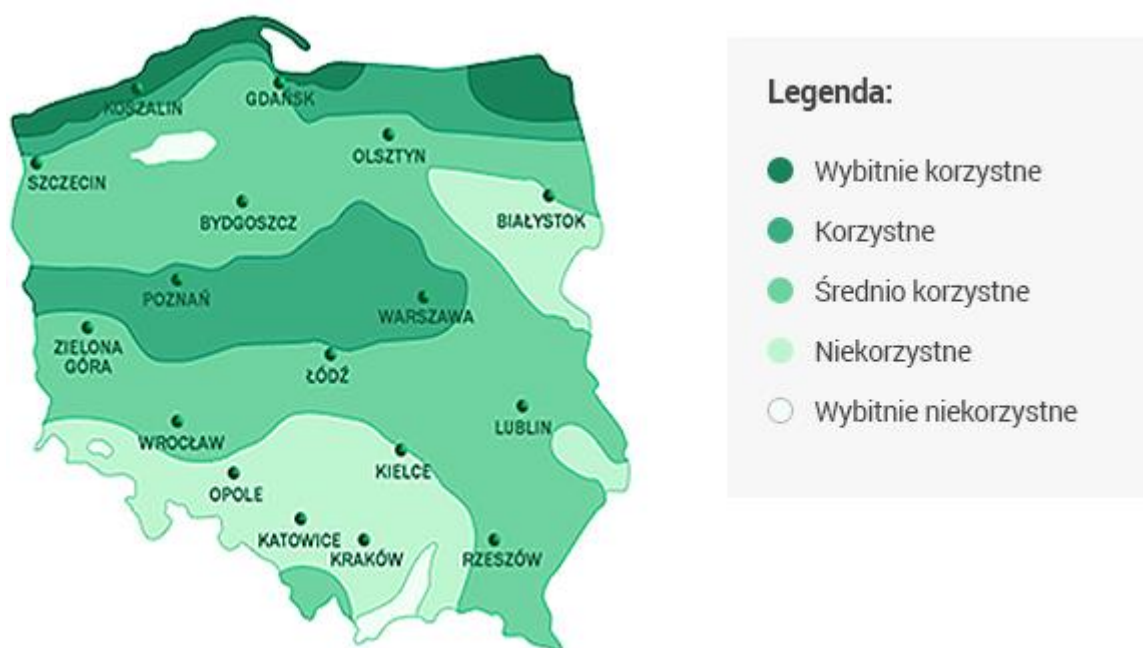 KOSZALIN
GDAŃSK
OLSZTYN
SZCZECIN
BYDGOSZCZ
BIAŁYSTOK
POZNAŃ
WARSZAWA
ZIELONA
GÓRA
ŁÓDŹ
WROCŁAW
LUBLIN
KIELCE
OPOLE
KATOWICE
KRAKÓW
RZESZÓW
Legenda:
Wybitnie korzystne
Korzystne
Średnio korzystne
Niekorzystne
Wybitnie niekorzystne